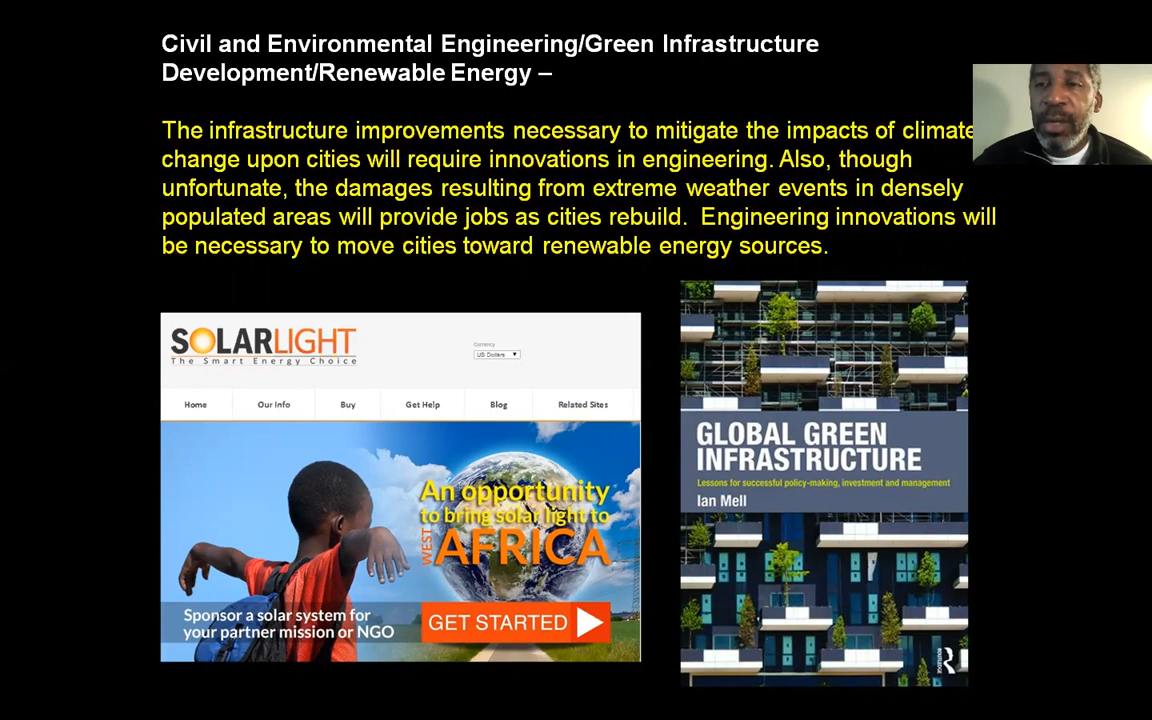 Civil and Environmental Engineering/Green Infrastructure
Development/Renewable Energy –
The infrastructure improvements necessary to mitigate the impacts of climate
change upon cities will require innovations in engineering. Also, though
unfortunate, the damages resulting from extreme weather events in densely
populated areas will provide jobs as cities rebuild.  Engineering innovations will
be necessary to move cities toward renewable energy sources.
SOLARLIGHT
The Smart Energy Choice
Currency
US Dollars
Home Our Info Buy Get Help Blog Related Sites
An opportunity
to bring solar light to
WEST AFRICA
Sponsor a solar system for
your partner mission or NGO
GET STARTED
GLOBAL GREEN
INFRASTRUCTURE
Lessons for successful policy-making, investment and management
Ian Mell
ROUTLEDGE